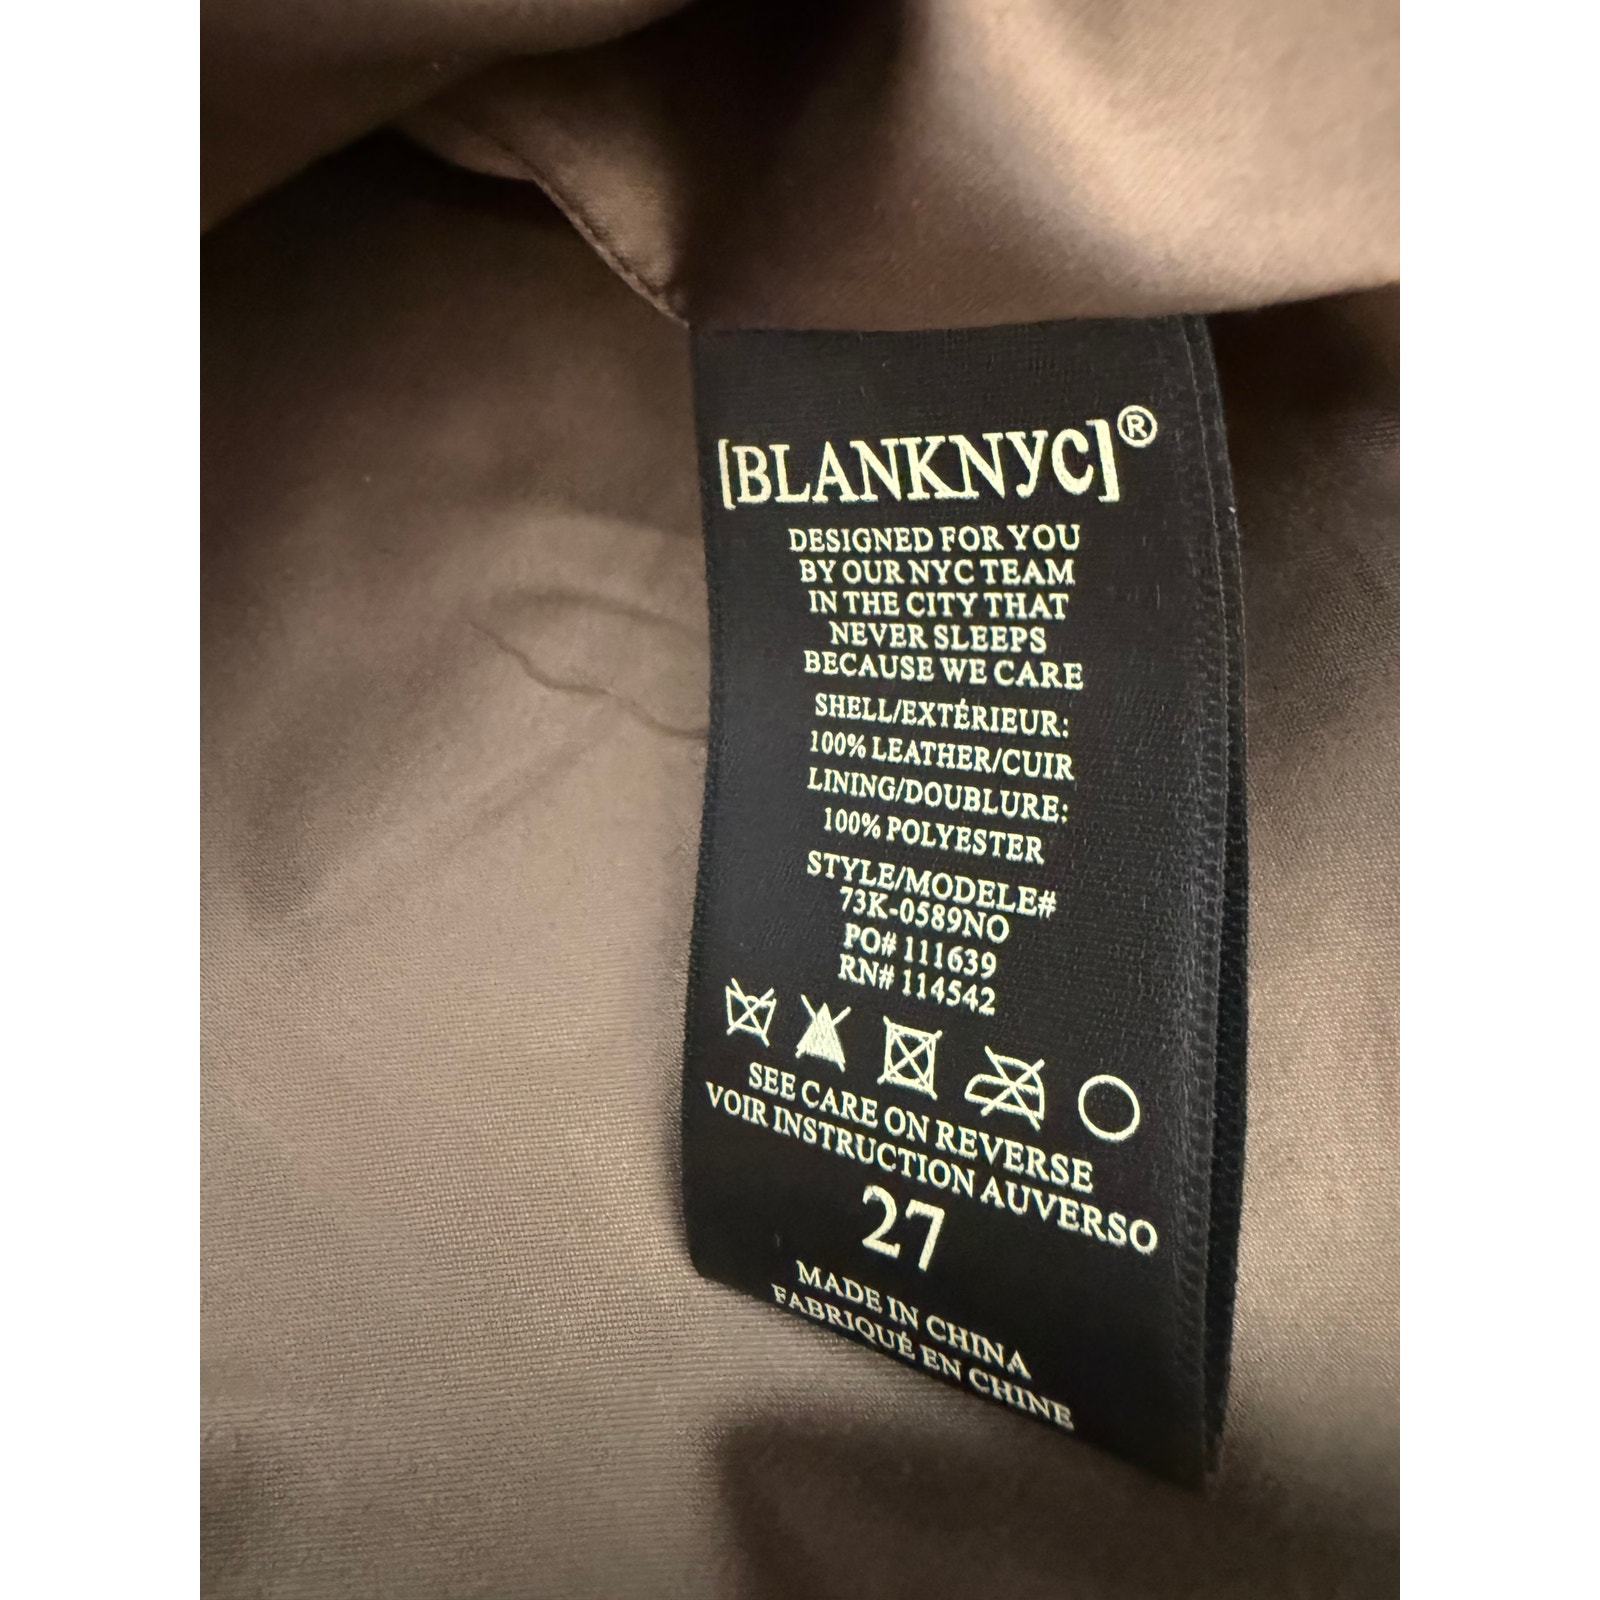 [BLANKNYC]®
DESIGNED FOR YOU
BY OUR NYC TEAM
IN THE CITY THAT
NEVER SLEEPS
BECAUSE WE CARE
SHELL/EXTÉRIEUR:
100% LEATHER/CUIR
LINING/DOUBLURE:
100% POLYESTER
STYLE/MODELE#
73K-0589NO
PO# 111639
RN# 114542
SEE CARE ON REVERSE
VOIR INSTRUCTION AUVERSO
27
MADE IN CHINA
FABRIQUÉ EN CHINE